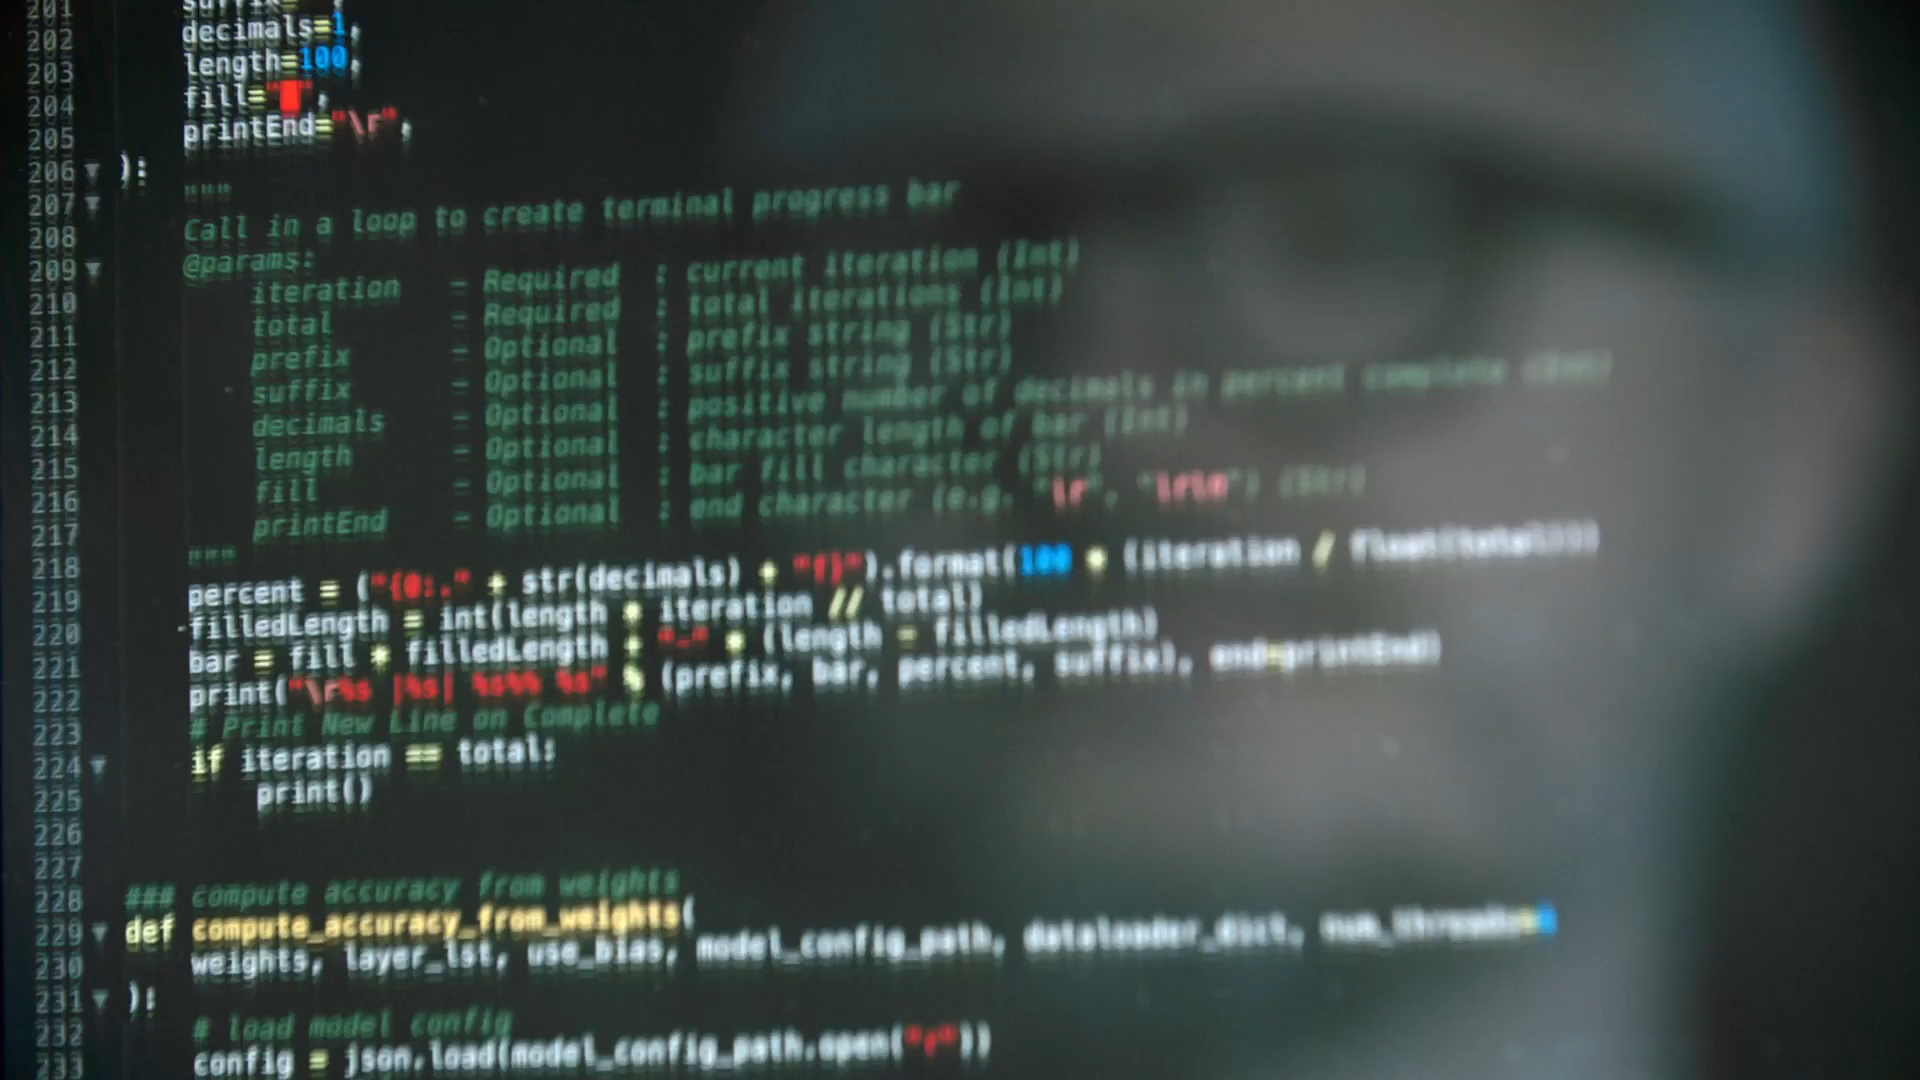 201 suffix="",
202 decimals=1,
203 length=100,
204 fill="█",
205 printEnd="\r",
206 ):
207 """
208 Call in a loop to create terminal progress bar
209 @params:
210 iteration - Required : current iteration (Int)
211 total - Required : total iterations (Int)
212 prefix - Optional : prefix string (Str)
213 suffix - Optional : suffix string (Str)
214 decimals - Optional : positive number of decimals in percent complete (Int)
215 length - Optional : character length of bar (Int)
216 fill - Optional : bar fill character (Str)
217 printEnd - Optional : end character (e.g. "\r", "\r\n") (Str)
218 """
219 percent = ("{0:." + str(decimals) + "f}").format(100 * (iteration / float(total)))
220 filledLength = int(length * iteration // total)
221 bar = fill * filledLength + "-" * (length - filledLength)
222 print("\r%s |%s| %s%% %s" % (prefix, bar, percent, suffix), end=printEnd)
223 # Print New Line on Complete
224 if iteration == total:
225 print()
226
227
228 ### compute accuracy from weights
229 def compute_accuracy_from_weights(
230 weights, layer_lst, use_bias, model_config_path, dataloader_dict, num_threads=
231 ):
232 # load model config
233 config = json.load(model_config_path.open("r"))